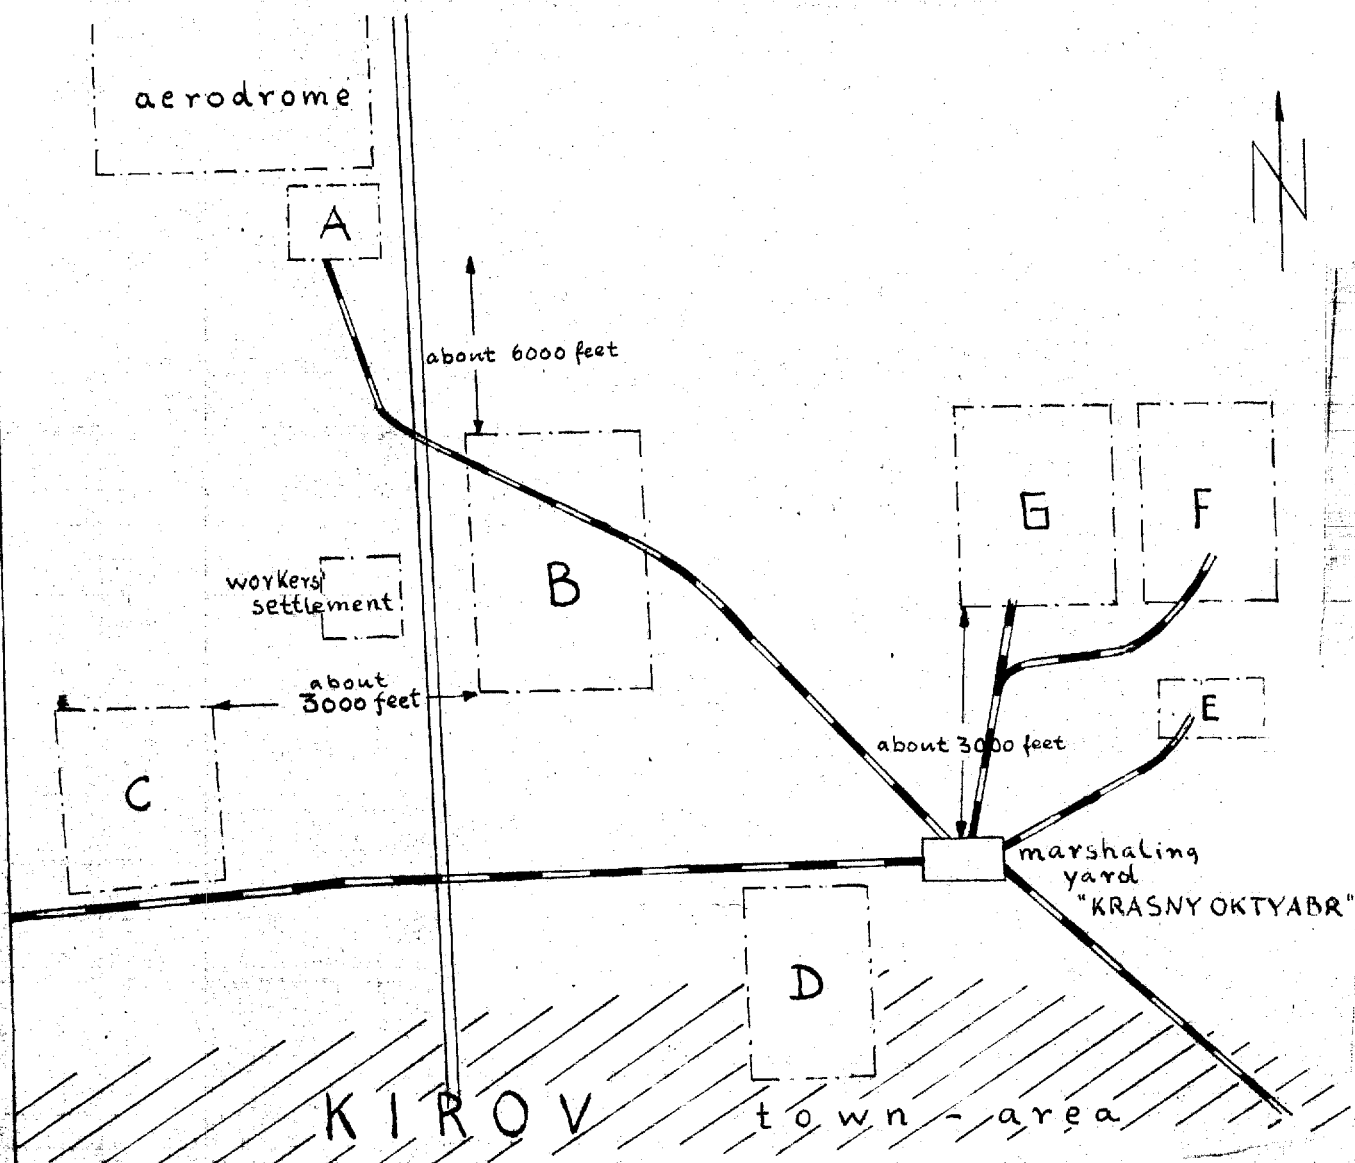 aerodrome
N
A
about 6000 feet
G
F
B
workers'
settlement
about
3000 feet
E
about 3000 feet
C
marshaling
yard
"KRASNY OKTYABR"
D
KIROV town-area